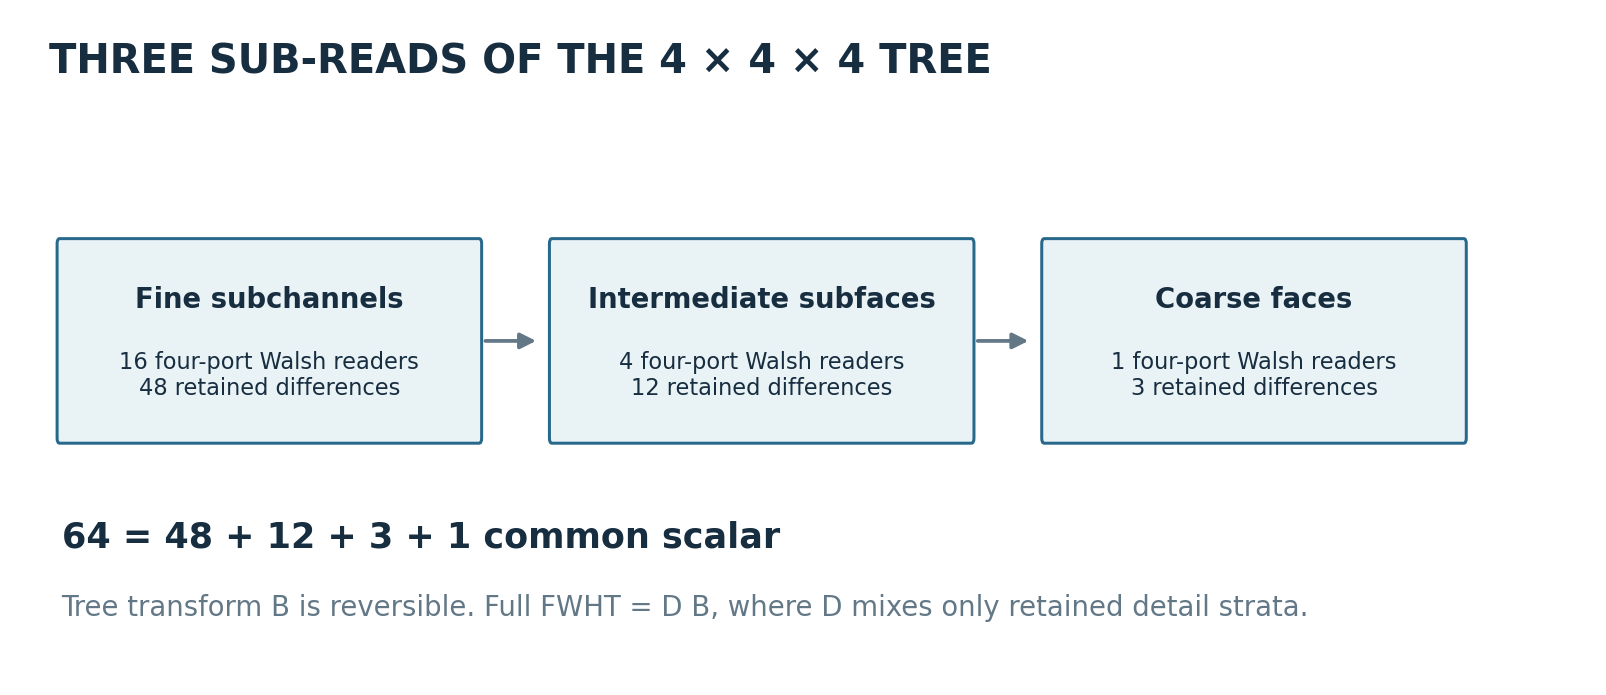 THREE SUB-READS OF THE 4 × 4 × 4 TREE
Fine subchannels
16 four-port Walsh readers
48 retained differences
Intermediate subfaces
4 four-port Walsh readers
12 retained differences
Coarse faces
1 four-port Walsh readers
3 retained differences
64 = 48 + 12 + 3 + 1 common scalar
Tree transform B is reversible. Full FWHT = D B, where D mixes only retained detail strata.